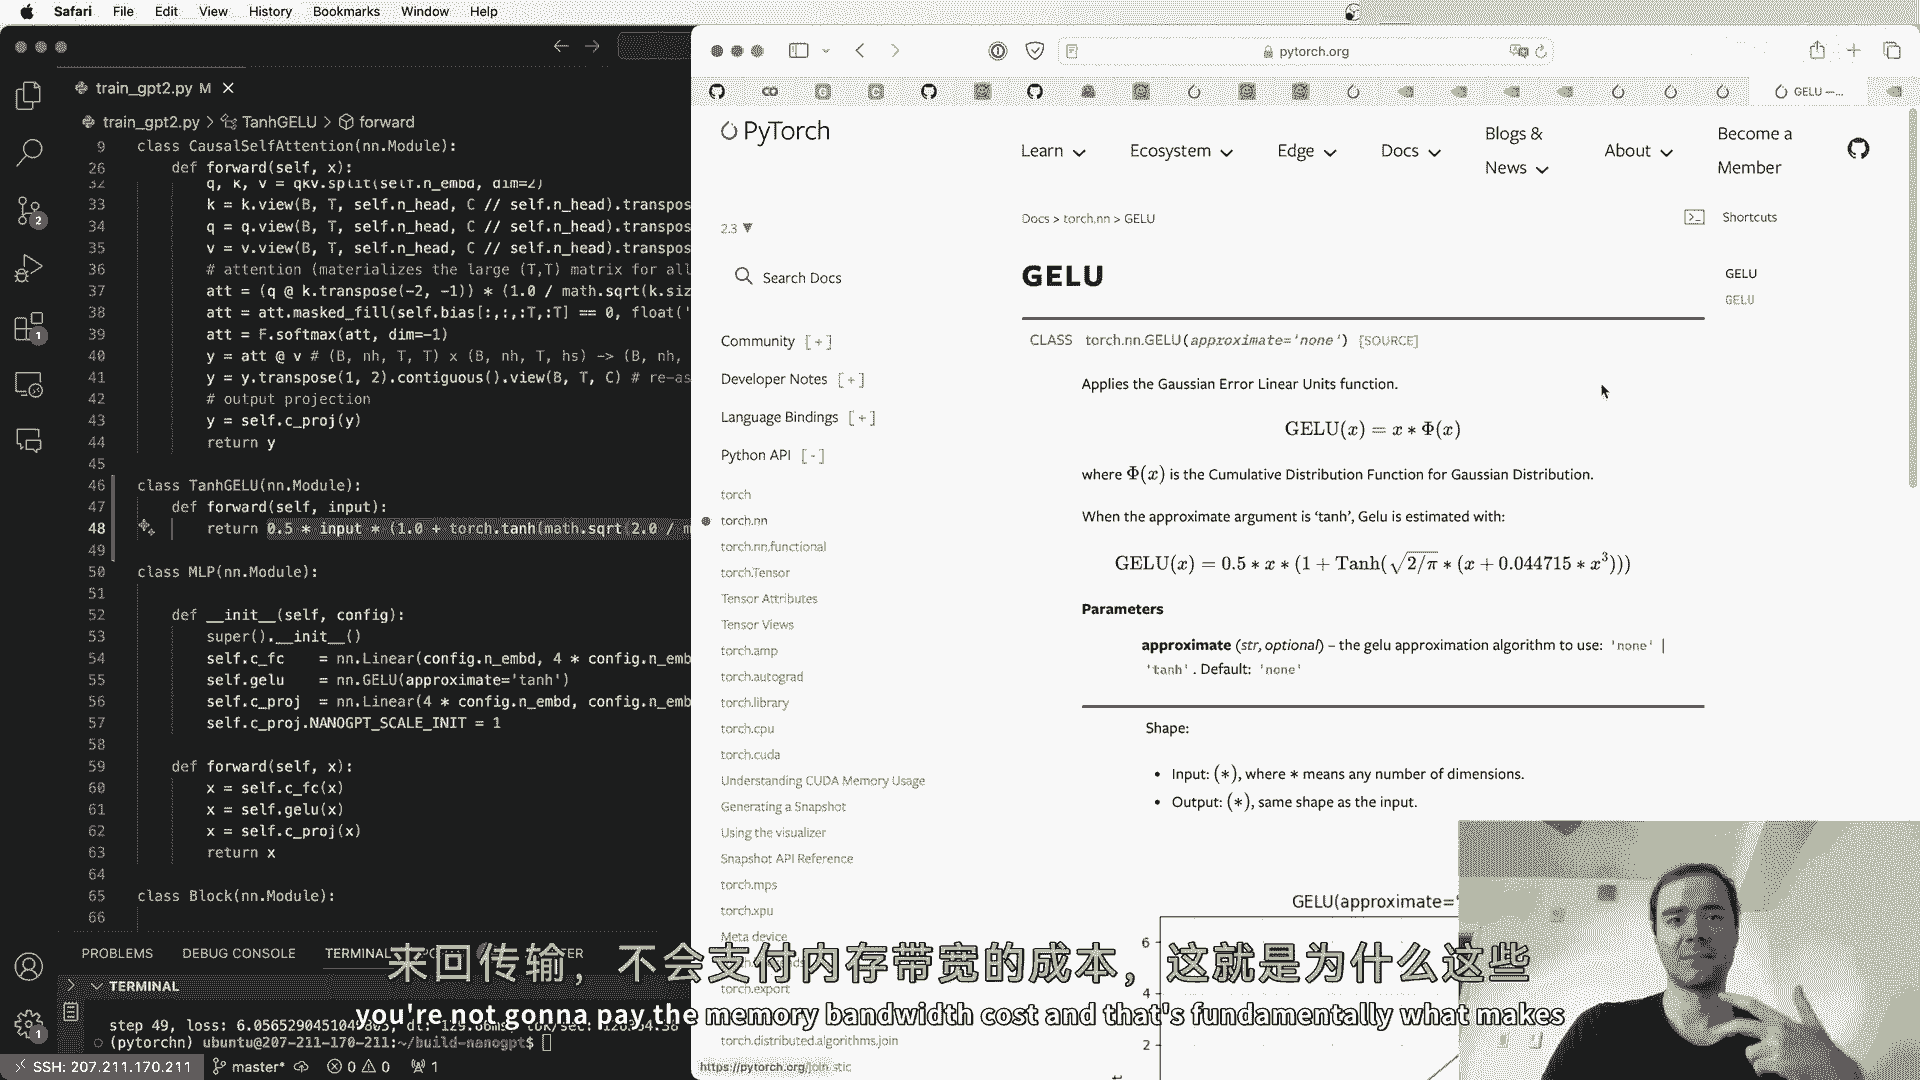 Safari File Edit View History Bookmarks Window Help
train_gpt2.py M
train_gpt2.py > TanhGELU > forward
9 class CausalSelfAttention(nn.Module):
26 def forward(self, x):
32 q, k, v = qkv.split(self.n_embd, dim=2)
33 k = k.view(B, T, self.n_head, C // self.n_head).transpos
34 q = q.view(B, T, self.n_head, C // self.n_head).transpos
35 v = v.view(B, T, self.n_head, C // self.n_head).transpos
36 # attention (materializes the large (T,T) matrix for all
37 att = (q @ k.transpose(-2, -1)) * (1.0 / math.sqrt(k.siz
38 att = att.masked_fill(self.bias[:,:,:T,:T] == 0, float('
39 att = F.softmax(att, dim=-1)
40 y = att @ v # (B, nh, T, T) x (B, nh, T, hs) -> (B, nh,
41 y = y.transpose(1, 2).contiguous().view(B, T, C) # re-as
42 # output projection
43 y = self.c_proj(y)
44 return y
45
46 class TanhGELU(nn.Module):
47 def forward(self, input):
48 return 0.5 * input * (1.0 + torch.tanh(math.sqrt(2.0 / m
49
50 class MLP(nn.Module):
51
52 def __init__(self, config):
53 super().__init__()
54 self.c_fc = nn.Linear(config.n_embd, 4 * config.n_emb
55 self.gelu = nn.GELU(approximate='tanh')
56 self.c_proj = nn.Linear(4 * config.n_embd, config.n_emb
57 self.c_proj.NANOGPT_SCALE_INIT = 1
58
59 def forward(self, x):
60 x = self.c_fc(x)
61 x = self.gelu(x)
62 x = self.c_proj(x)
63 return x
64
65 class Block(nn.Module):
66
2
1
1
PROBLEMS DEBUG CONSOLE TERMINAL
TERMINAL
step 49, loss: 6.05652904510
(pytorchn) ubuntu@207-211-170-211:~/build-nanogpt$
SSH: 207.211.170.211 master* 0 0 1
pytorch.org
GELU —...
PyTorch
Learn Ecosystem Edge Docs Blogs & News About Become a Member
2.3
Search Docs
Community [ + ]
Developer Notes [ + ]
Language Bindings [ + ]
Python API [ - ]
torch
torch.nn
torch.nn.functional
torch.Tensor
Tensor Attributes
Tensor Views
torch.amp
torch.autograd
torch.library
torch.cpu
torch.cuda
Understanding CUDA Memory Usage
Generating a Snapshot
Using the visualizer
Snapshot API Reference
torch.mps
torch.xpu
Meta device
torch.export
torch.distributed.algorithms.join
Docs > torch.nn > GELU
Shortcuts
GELU
GELU
GELU
CLASS torch.nn.GELU(approximate='none') [SOURCE]
Applies the Gaussian Error Linear Units function.
GELU(x) = x ∗ Φ(x)
where Φ(x) is the Cumulative Distribution Function for Gaussian Distribution.
When the approximate argument is ‘tanh’, Gelu is estimated with:
GELU(x) = 0.5 ∗ x ∗ (1 + Tanh(√2/π ∗ (x + 0.044715 ∗ x³)))
Parameters
approximate (str, optional) – the gelu approximation algorithm to use: 'none' |
'tanh' . Default: 'none'
Shape:
• Input: (∗), where ∗ means any number of dimensions.
• Output: (∗), same shape as the input.
GELU(approximate=
6
4
2
来回传输，不会支付内存带宽的成本，这就是为什么这些
you're not gonna pay the memory bandwidth cost and that's fundamentally what makes